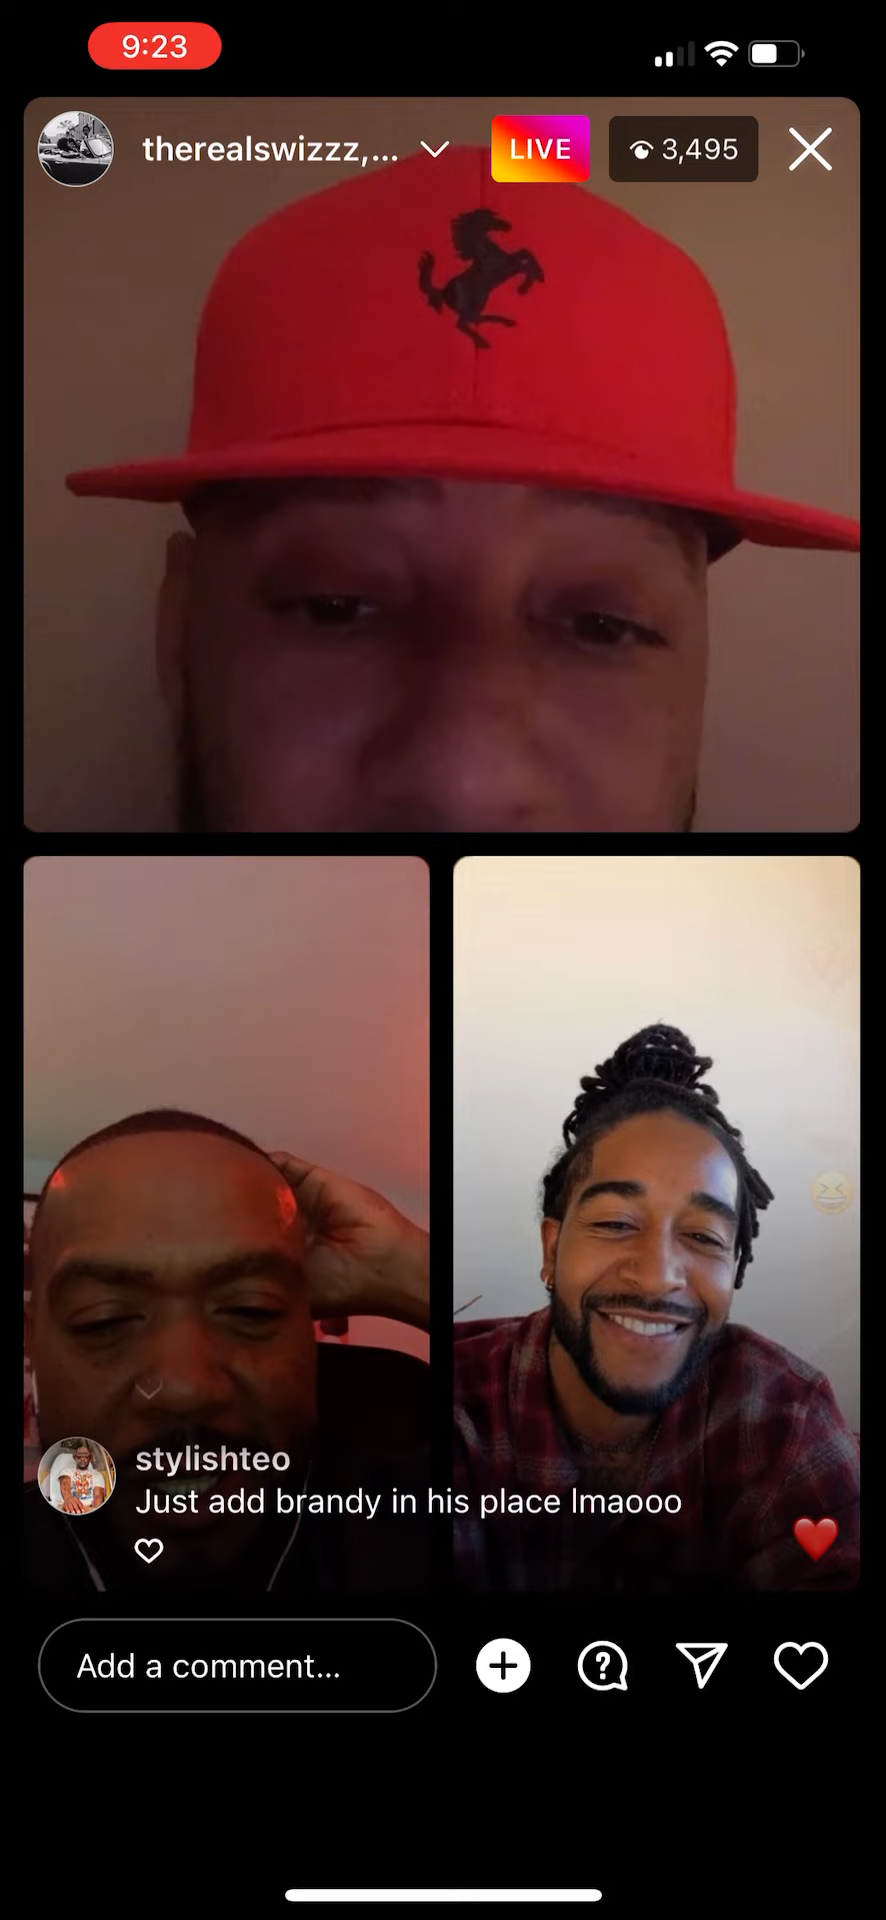 9:23
therealswizzz,...
LIVE
3,495
stylishteo
Just add brandy in his place lmaooo
Add a comment...